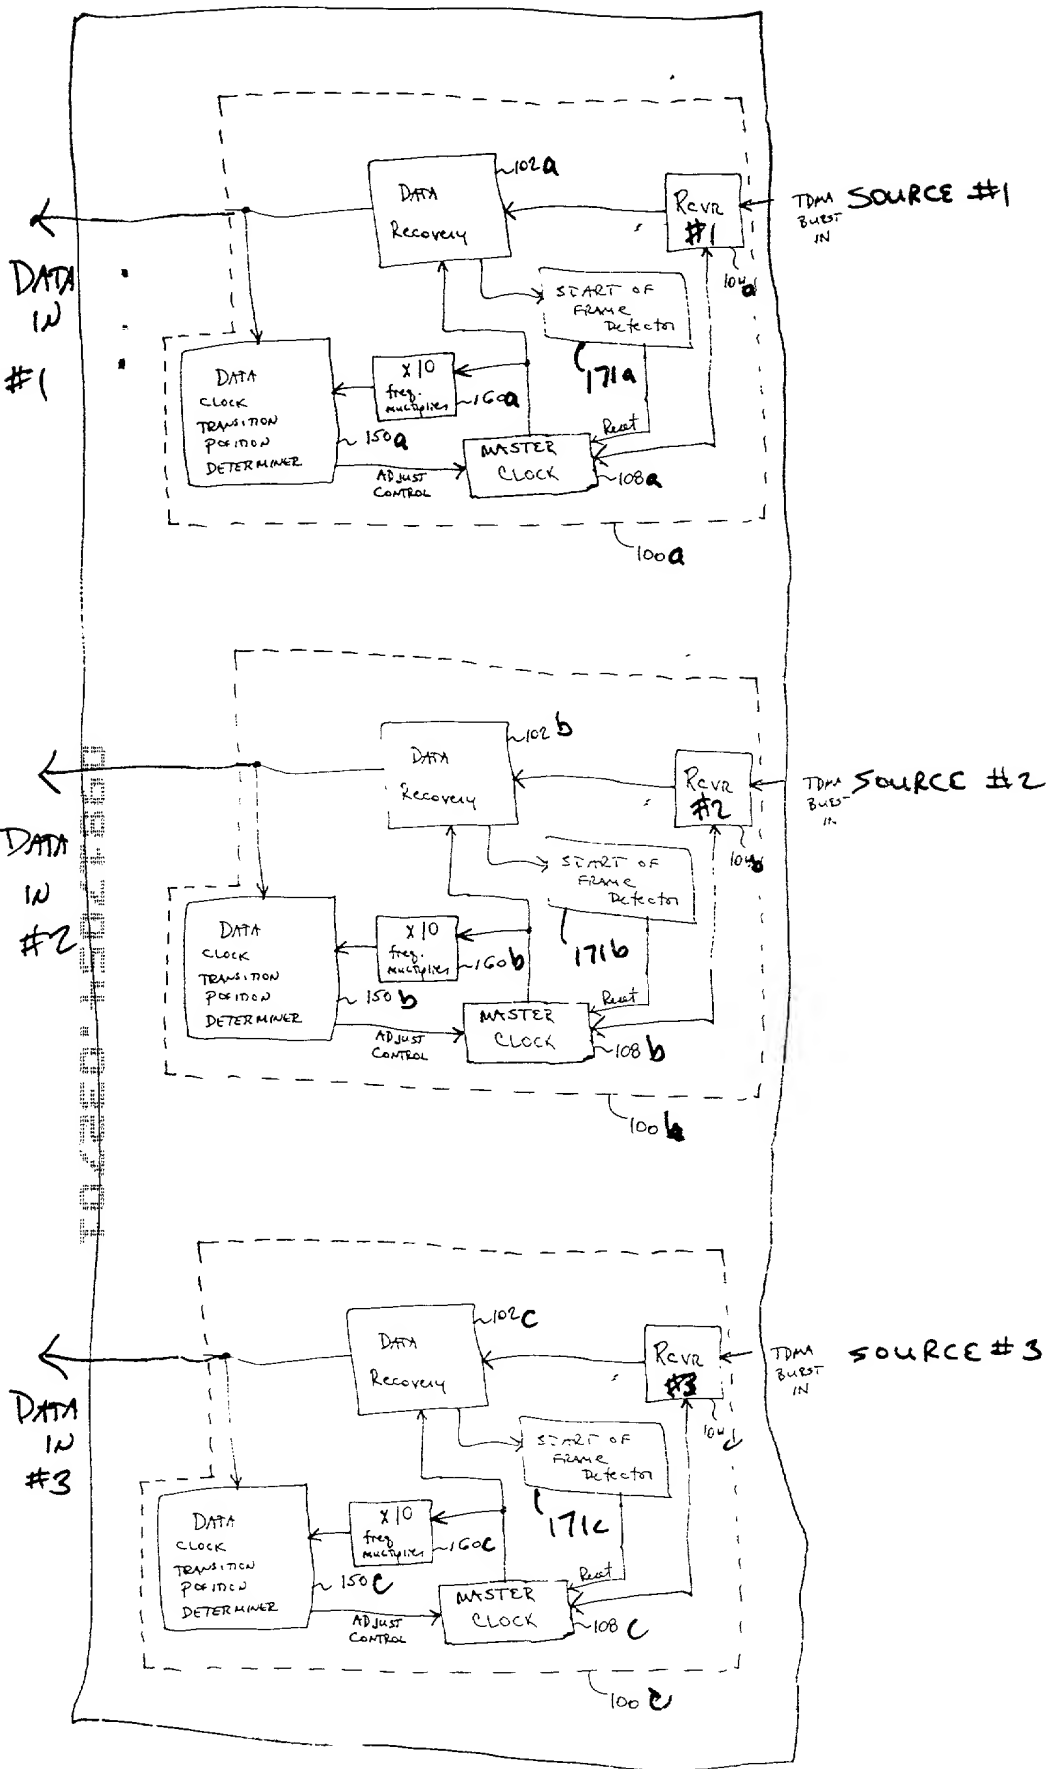 102a
DATA
Recovery
RCVR
#1
TDMA
BURST
IN
SOURCE #1
104a
DATA
IN
#1
START OF
FRAME
Detector
171a
DATA
CLOCK
TRANSITION
POSITION
DETERMINER
150a
X10
freq.
multiplier
160a
Reset
MASTER
CLOCK
108a
ADJUST
CONTROL
100a
102b
DATA
Recovery
RCVR
#2
TDMA
BURST
IN
SOURCE #2
104b
DATA
IN
#2
START OF
FRAME
Detector
171b
DATA
CLOCK
TRANSITION
POSITION
DETERMINER
150b
X10
freq.
multiplier
160b
Reset
MASTER
CLOCK
108b
ADJUST
CONTROL
100b
102c
DATA
Recovery
RCVR
#3
TDMA
BURST
IN
SOURCE #3
104c
DATA
IN
#3
START OF
FRAME
Detector
171c
DATA
CLOCK
TRANSITION
POSITION
DETERMINER
150c
X10
freq.
multiplier
160c
Reset
MASTER
CLOCK
108c
ADJUST
CONTROL
100c